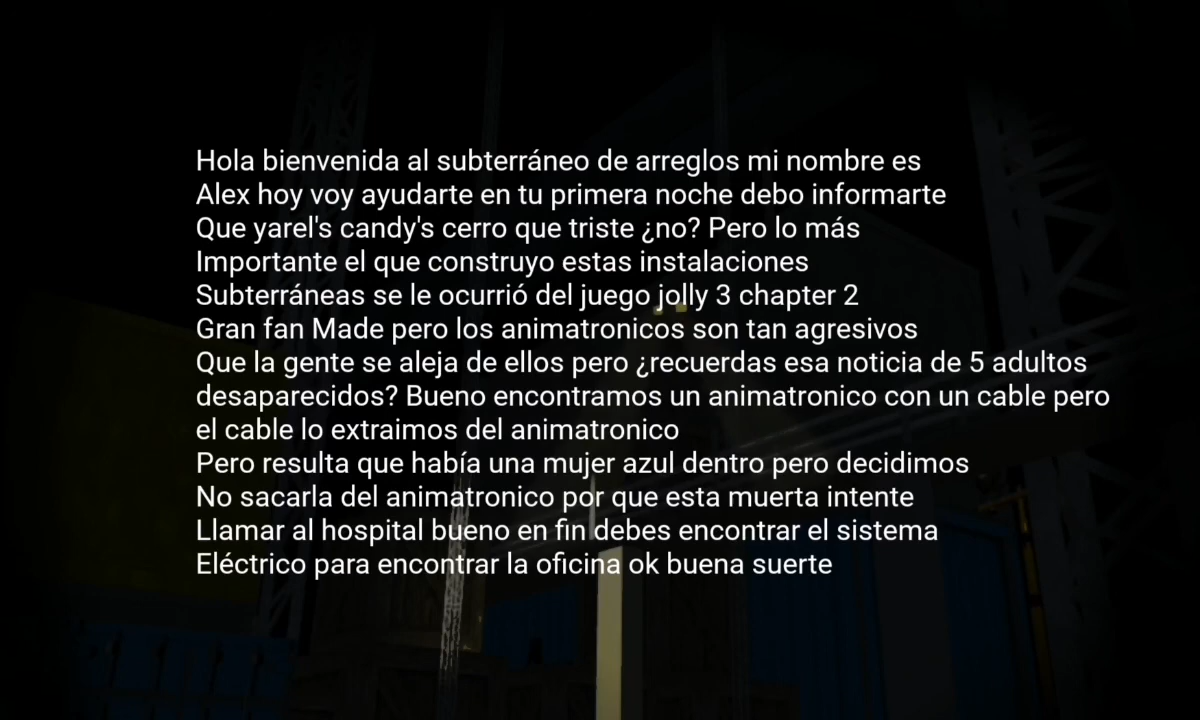 Hola bienvenida al subterráneo de arreglos mi nombre es
Alex hoy voy ayudarte en tu primera noche debo informarte
Que yarel's candy's cerro que triste ¿no? Pero lo más
Importante el que construyo estas instalaciones
Subterráneas se le ocurrió del juego jolly 3 chapter 2
Gran fan Made pero los animatronicos son tan agresivos
Que la gente se aleja de ellos pero ¿recuerdas esa noticia de 5 adultos
desaparecidos? Bueno encontramos un animatronico con un cable pero
el cable lo extraimos del animatronico
Pero resulta que había una mujer azul dentro pero decidimos
No sacarla del animatronico por que esta muerta intente
Llamar al hospital bueno en fin debes encontrar el sistema
Eléctrico para encontrar la oficina ok buena suerte